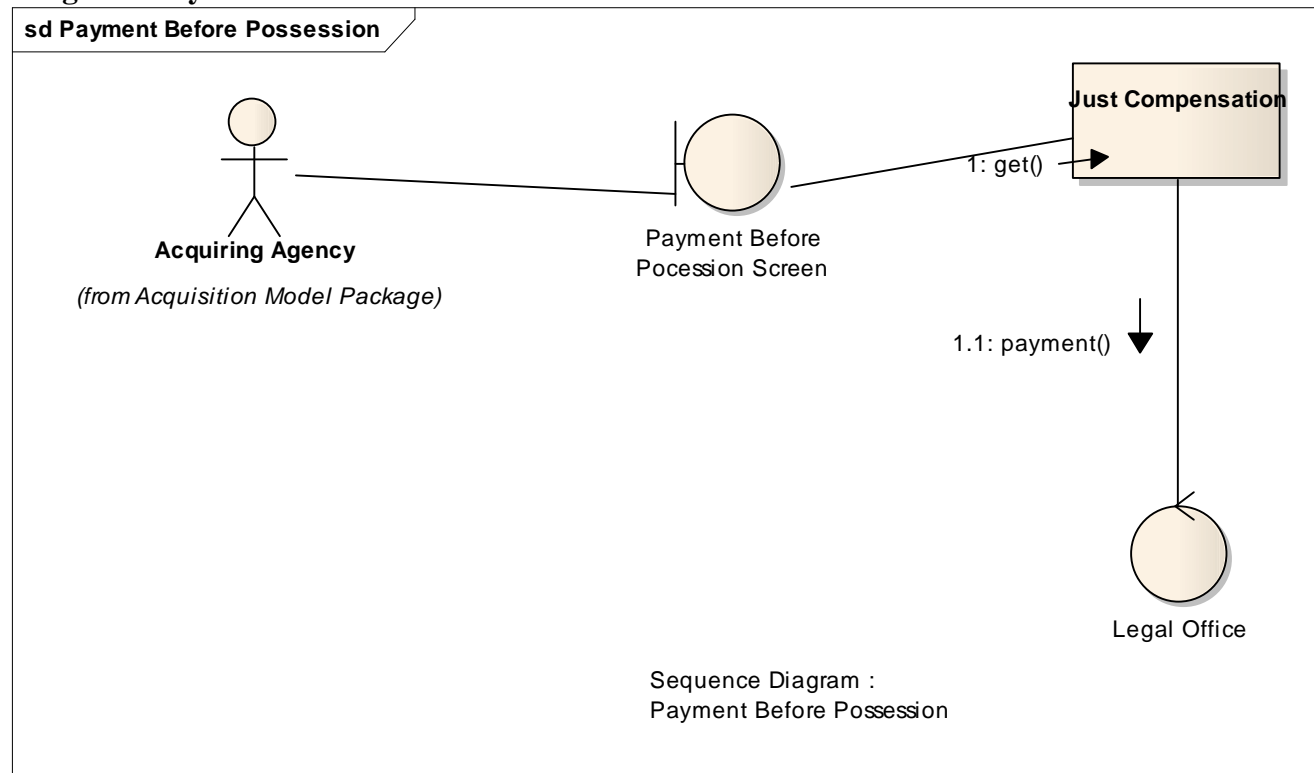 sd Payment Before Possession
Just Compensation
1: get()
Acquiring Agency
(from Acquisition Model Package)
Payment Before
Pocession Screen
1.1: payment()
Legal Office
Sequence Diagram :
Payment Before Possession